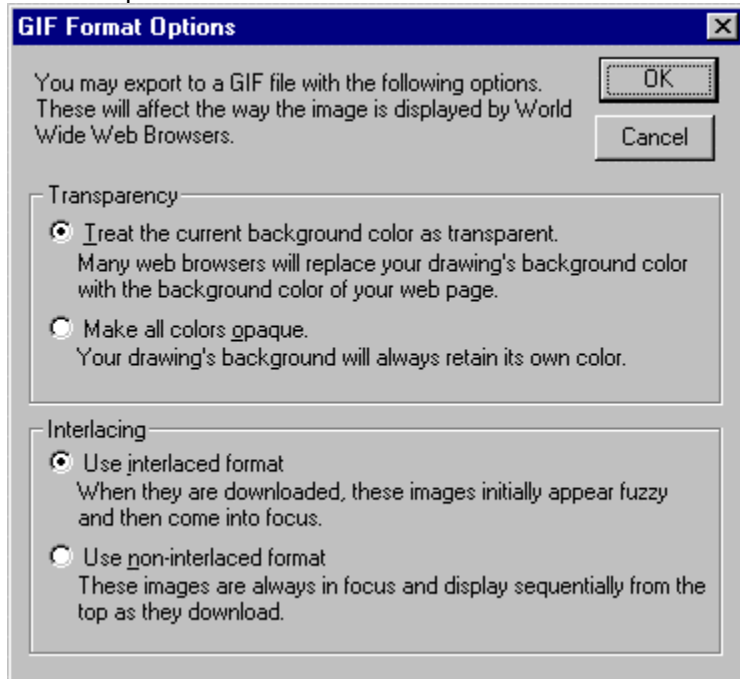 GIF Format Options
You may export to a GIF file with the following options.
These will affect the way the image is displayed by World
Wide Web Browsers.
OK
Cancel
Transparency
Treat the current background color as transparent.
Many web browsers will replace your drawing's background color
with the background color of your web page.
Make all colors opaque.
Your drawing's background will always retain its own color.
Interlacing
Use interlaced format
When they are downloaded, these images initially appear fuzzy
and then come into focus.
Use non-interlaced format
These images are always in focus and display sequentially from the
top as they download.